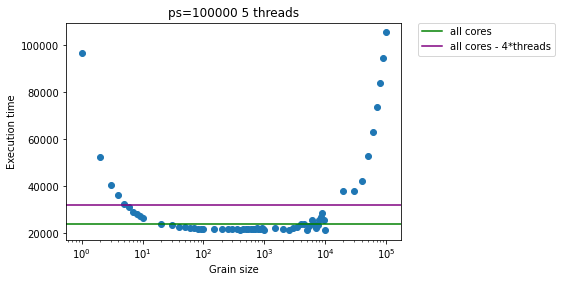 ps=100000 5 threads
all cores
all cores - 4*threads
Execution time
100000
80000
60000
40000
20000
10⁰
10¹
10²
10³
10⁴
10⁵
Grain size